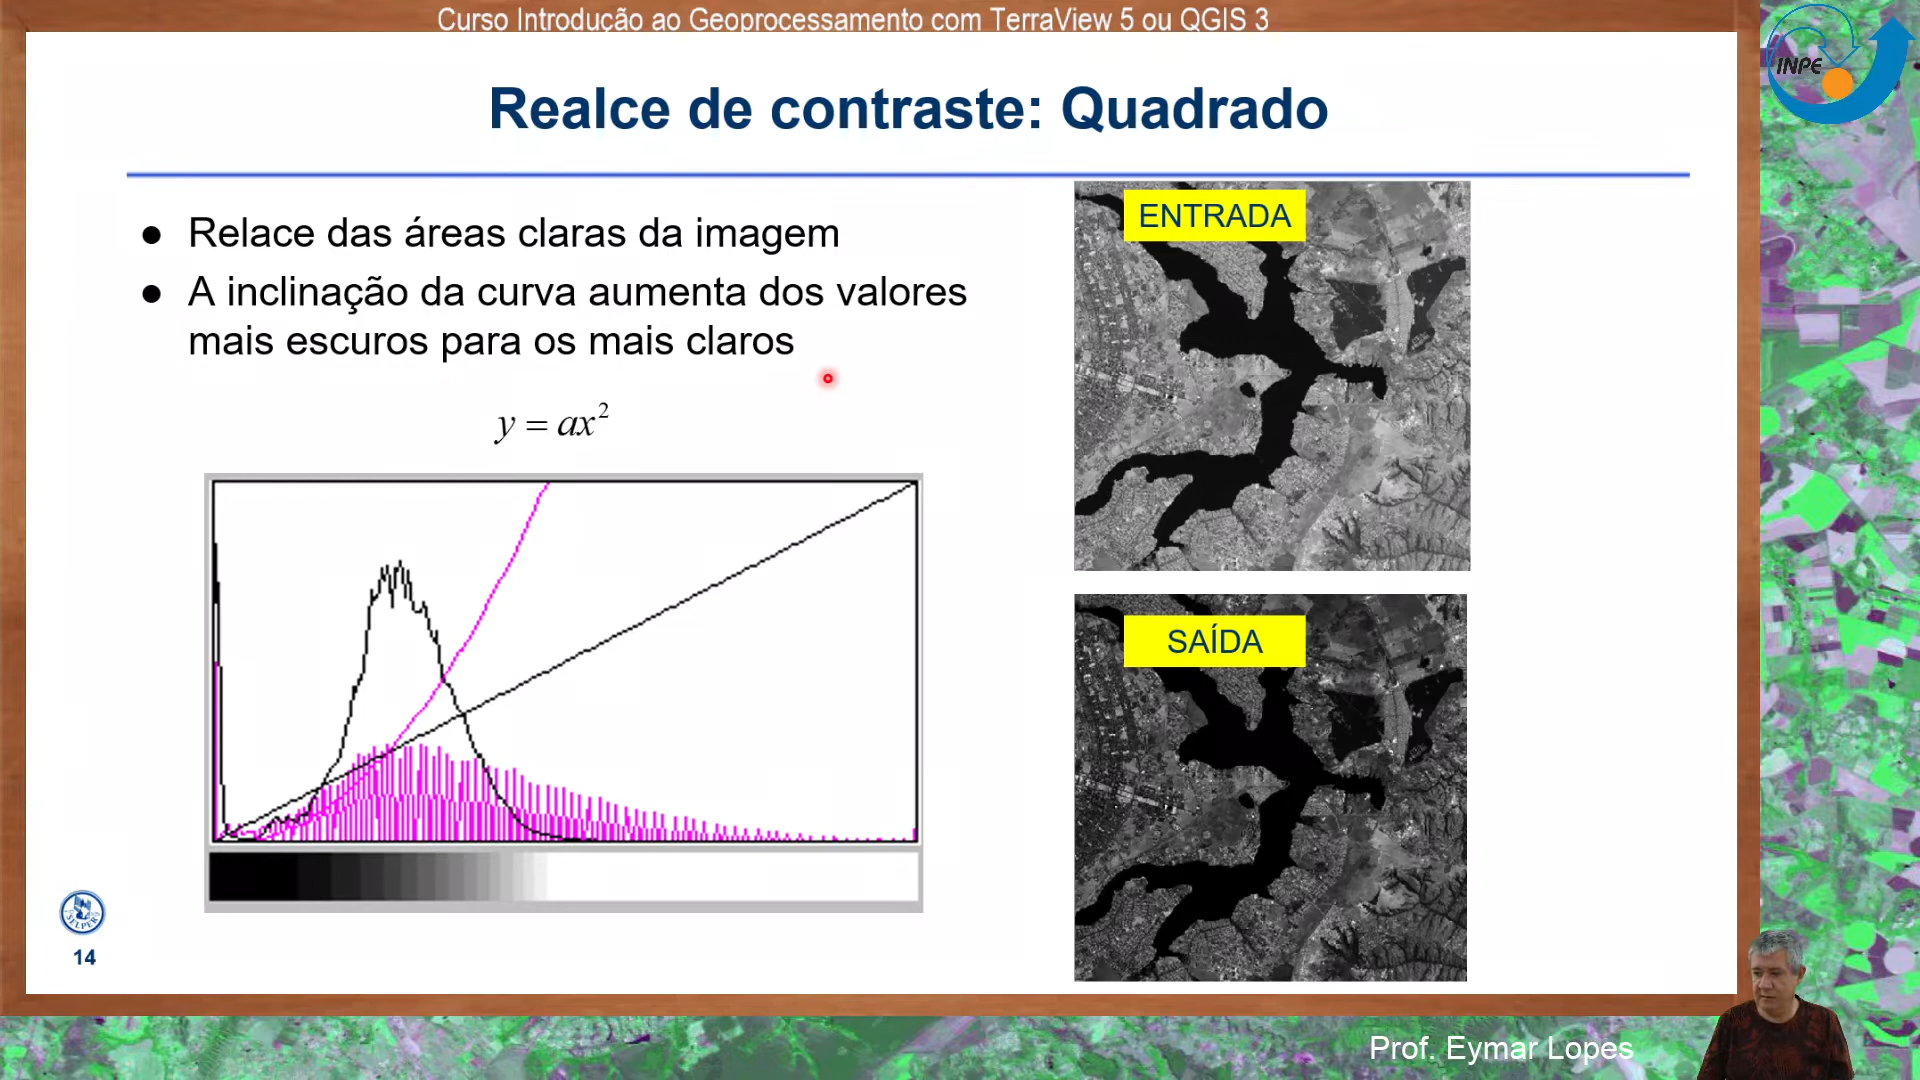 Curso Introdução ao Geoprocessamento com TerraView 5 ou QGIS 3
INPE
Realce de contraste: Quadrado
● Relace das áreas claras da imagem
● A inclinação da curva aumenta dos valores
mais escuros para os mais claros
y = ax²
ENTRADA
SAÍDA
SELPER
14
Prof. Eymar Lopes